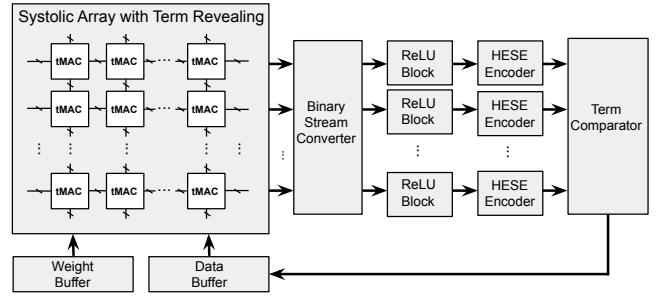 Systolic Array with Term Revealing
tMAC tMAC tMAC
tMAC tMAC tMAC
tMAC tMAC tMAC
Binary
Stream
Converter
ReLU
Block
HESE
Encoder
ReLU
Block
HESE
Encoder
ReLU
Block
HESE
Encoder
Term
Comparator
Weight
Buffer
Data
Buffer